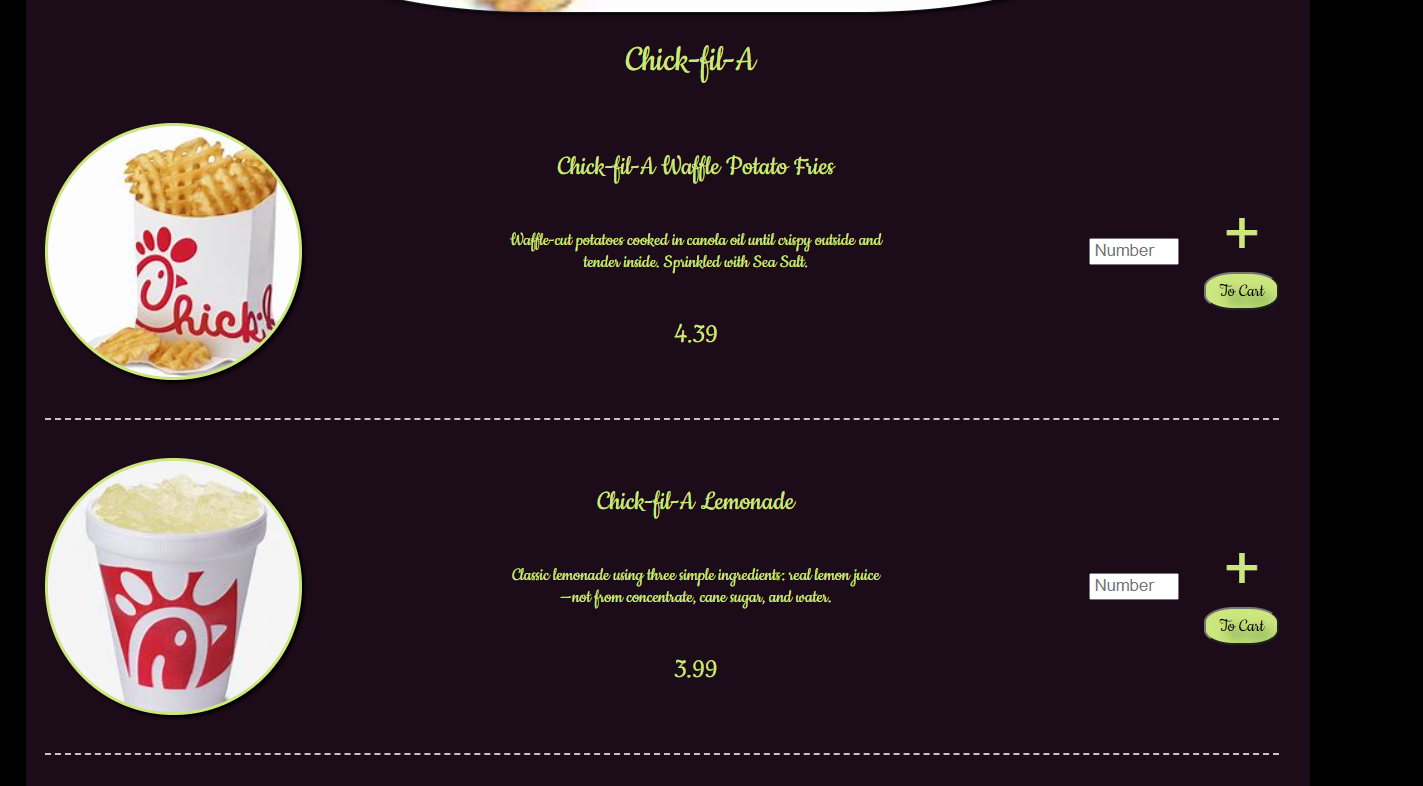 Chick-fil-A
Chick-fil-A Waffle Potato Fries
Waffle-cut potatoes cooked in canola oil until crispy outside and
tender inside. Sprinkled with Sea Salt.
4.39
Number
+
To Cart
Chick-fil-A Lemonade
Classic lemonade using three simple ingredients: real lemon juice
—not from concentrate, cane sugar, and water.
3.99
Number
+
To Cart